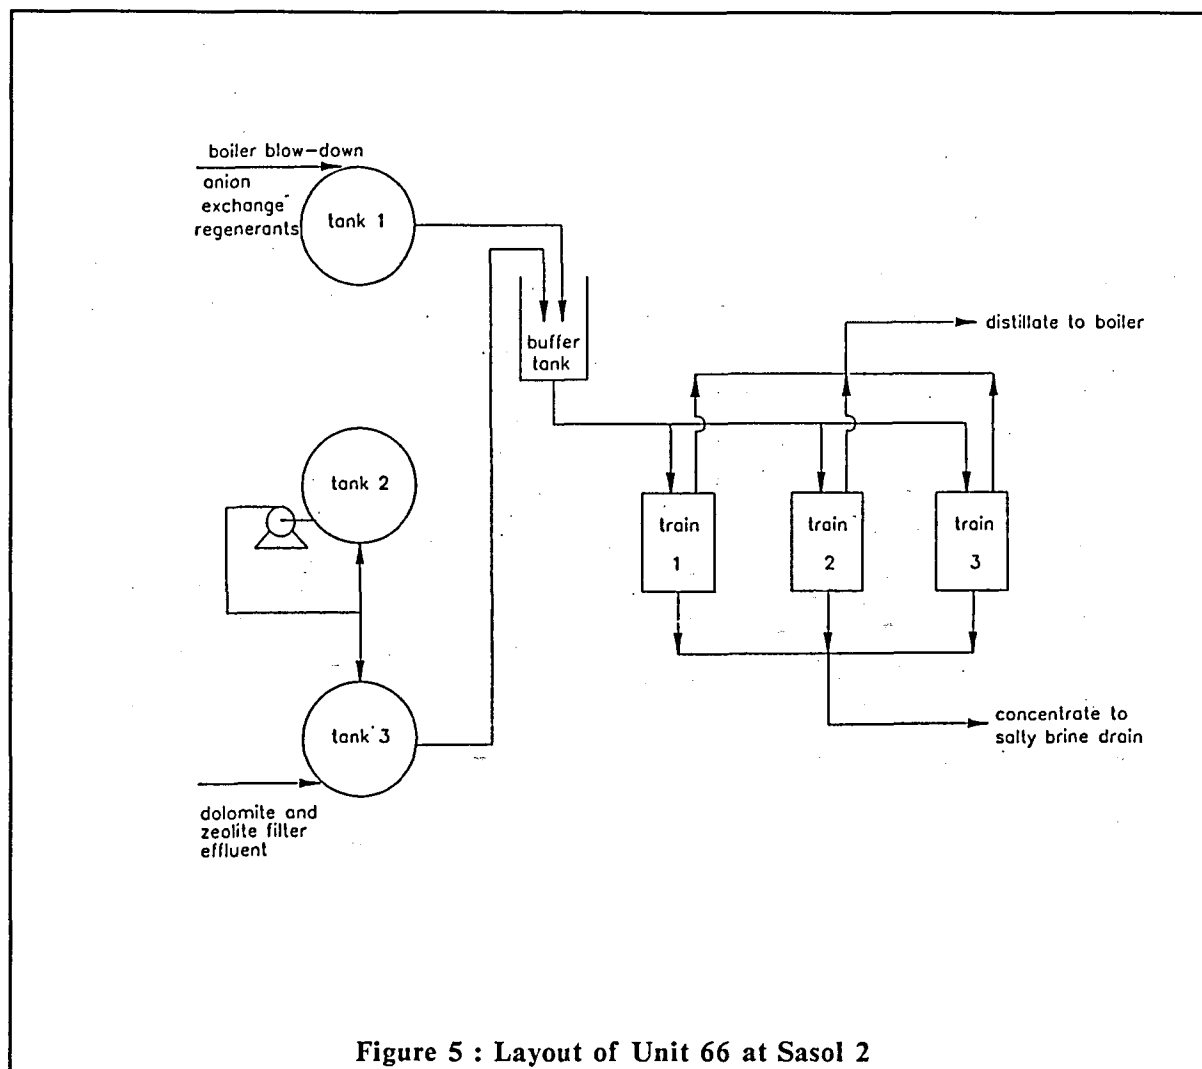 boiler blow-down
anion
exchange
regenerants
tank 1
buffer
tank
distillate to boiler
tank 2
train
1
train
2
train
3
tank 3
concentrate to
salty brine drain
dolomite and
zeolite filter
effluent
Figure 5 : Layout of Unit 66 at Sasol 2